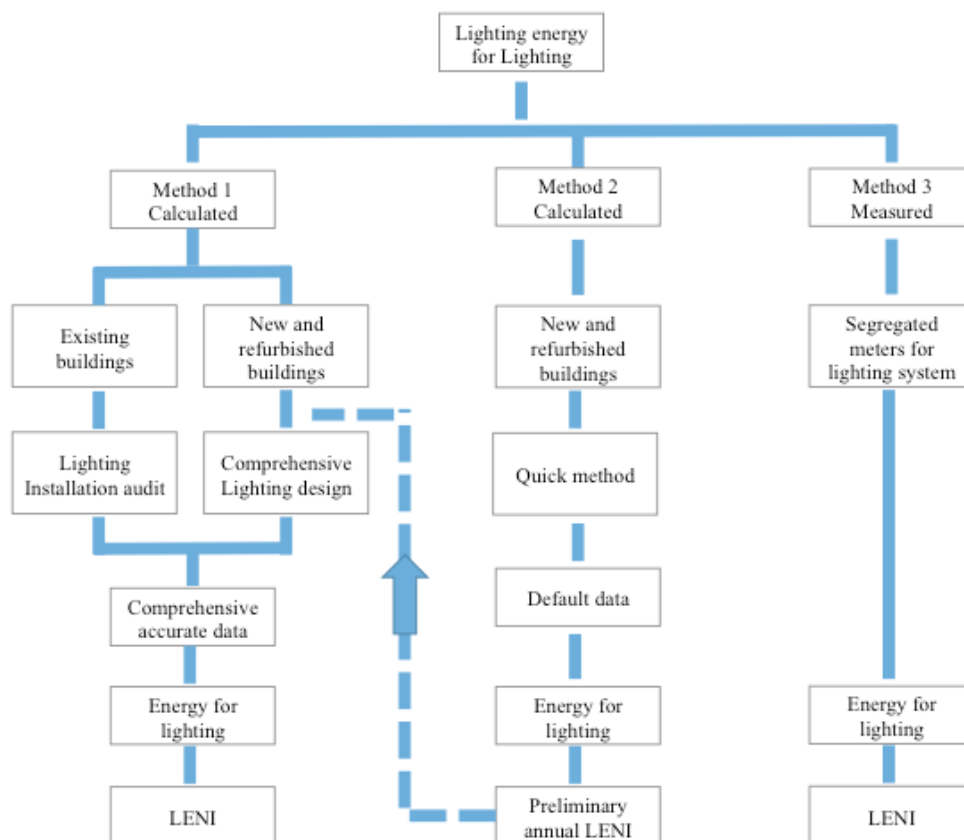 Lighting energy
for Lighting
Method 1
Calculated
Method 2
Calculated
Method 3
Measured
Existing
buildings
New and
refurbished
buildings
New and
refurbished
buildings
Segregated
meters for
lighting system
Lighting
Installation audit
Comprehensive
Lighting design
Quick method
Comprehensive
accurate data
Default data
Energy for
lighting
Energy for
lighting
Energy for
lighting
LENI
Preliminary
annual LENI
LENI